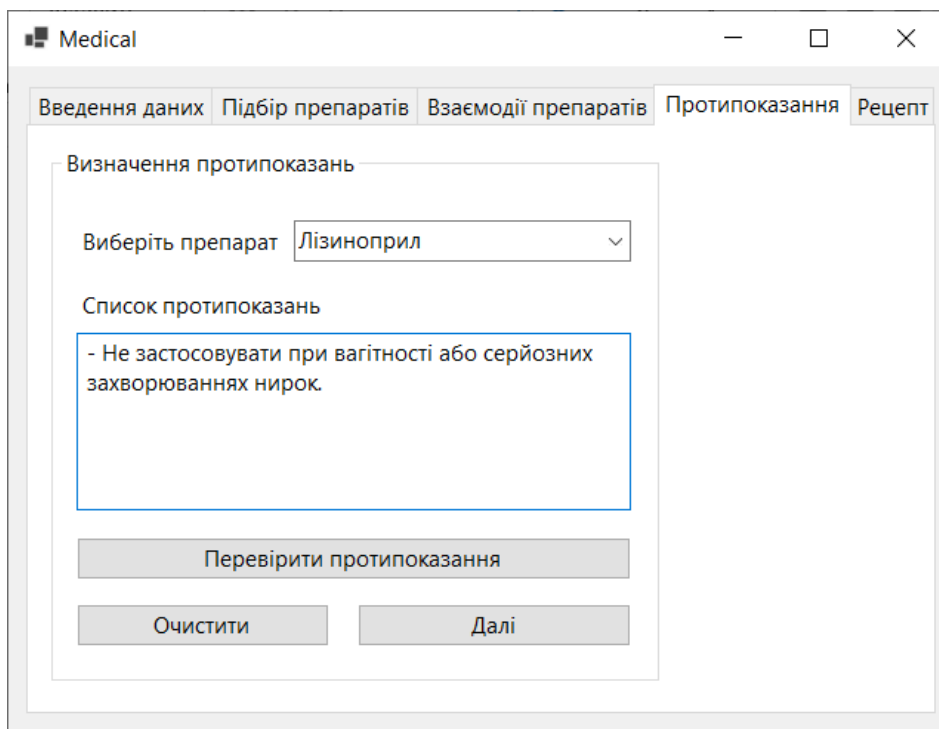 Medical
Введення даних Підбір препаратів Взаємодії препаратів Протипоказання Рецепт
Визначення протипоказань
Виберіть препарат Лізиноприл
Список протипоказань
- Не застосовувати при вагітності або серйозних
захворюваннях нирок.
Перевірити протипоказання
Очистити Далі